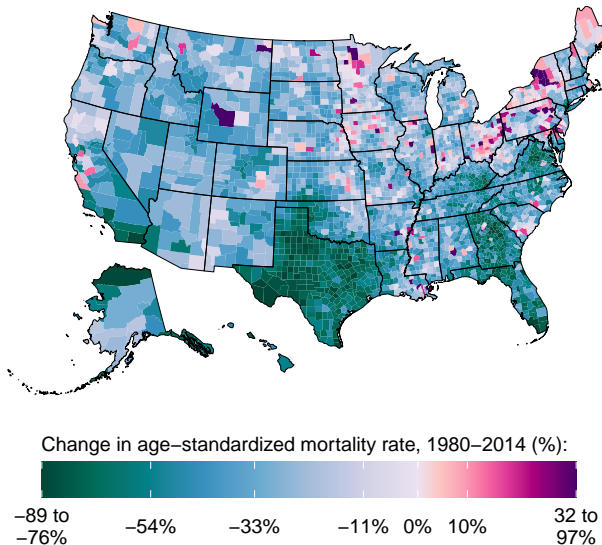 Change in age−standardized mortality rate, 1980−2014 (%):
−89 to −76%
−54%
−33%
−11%
0%
10%
32 to 97%